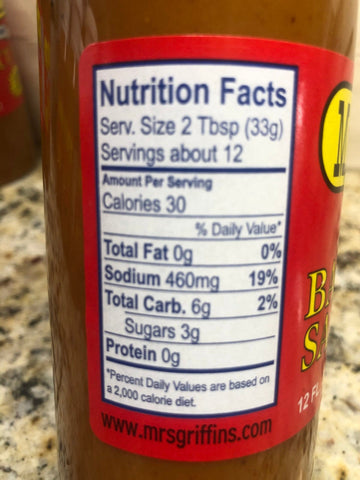 Nutrition Facts
Serv. Size 2 Tbsp (33g)
Servings about 12
Amount Per Serving
Calories 30
% Daily Value*
Total Fat 0g 0%
Sodium 460mg 19%
Total Carb. 6g 2%
Sugars 3g
Protein 0g
*Percent Daily Values are based on
a 2,000 calorie diet.
www.mrsgriffins.com
12 FL